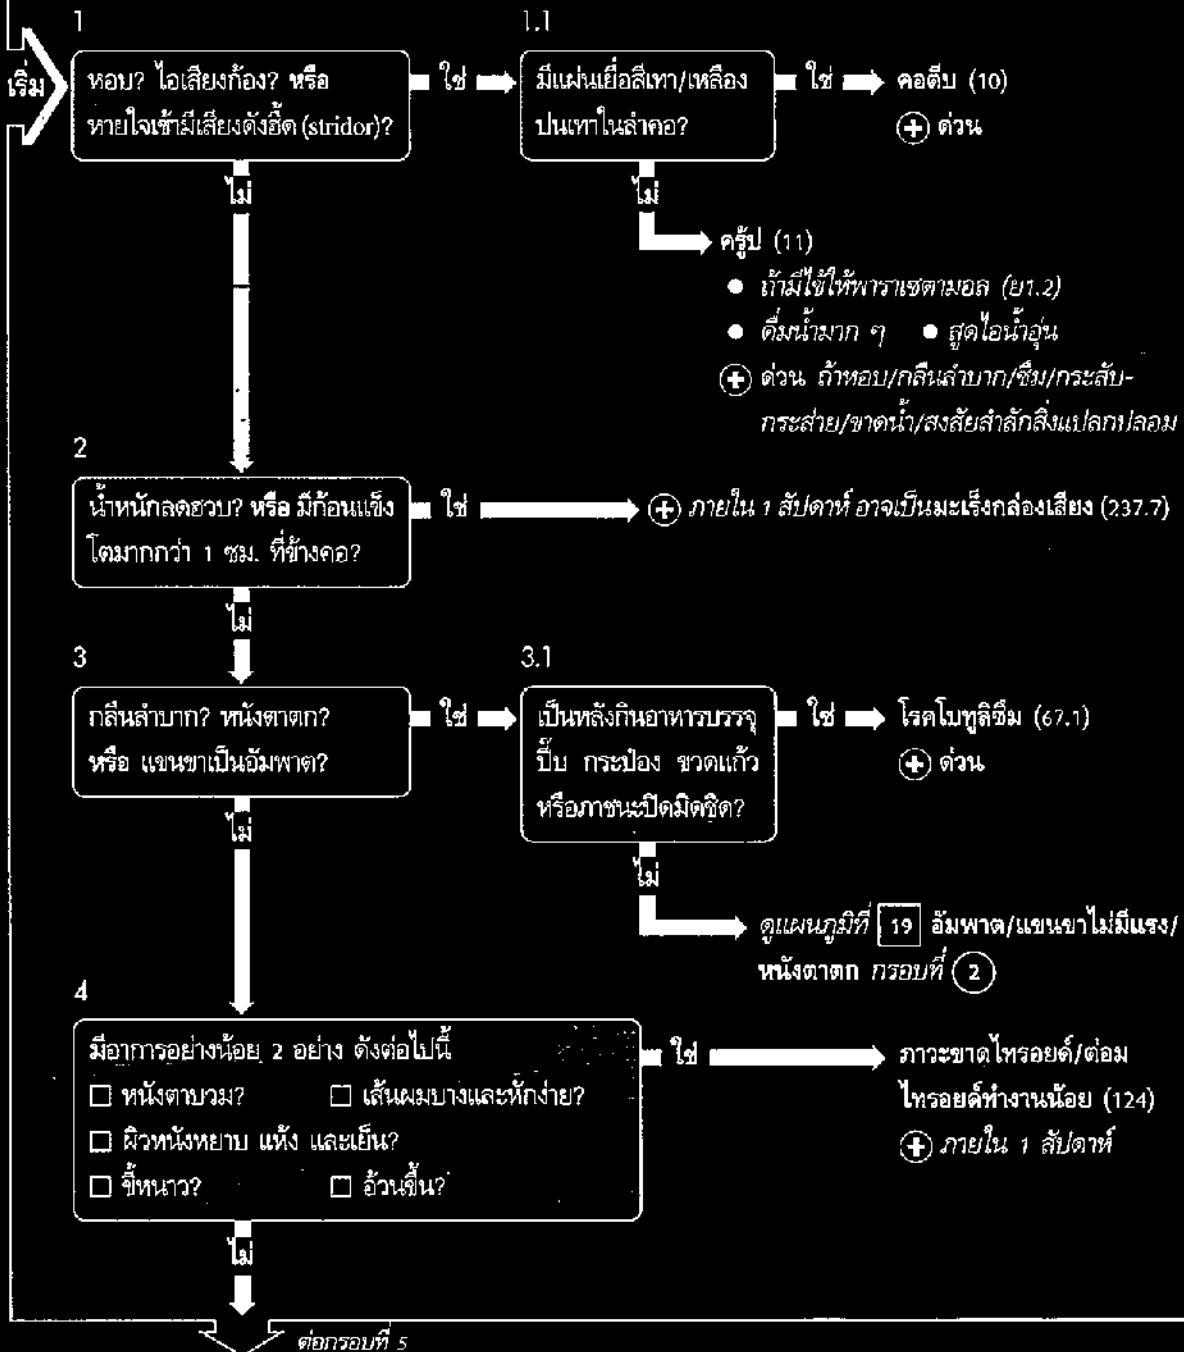 เริ่ม
1
หอบ? ไอเสียงก้อง? หรือ
หายใจเข้ามีเสียงดังฮื้ด (stridor)?
ใช่
1.1
มีแผ่นเยื่อสีเทา/เหลือง
ปนเทาในลำคอ?
ใช่
คอตีบ (10)
+ ด่วน
ไม่
ไม่
ครู้ป (11)
● ถ้ามีไข้ให้พาราเซตามอล (ย1.2)
● ดื่มน้ำมาก ๆ ● สูดไอน้ำอุ่น
+ ด่วน ถ้าหอบ/กลืนลำบาก/ซึม/กระสับ-
กระส่าย/ขาดน้ำ/สงสัยสำลักสิ่งแปลกปลอม
2
น้ำหนักลดฮวบ? หรือ มีก้อนแข็ง
โตมากกว่า 1 ซม. ที่ข้างคอ?
ใช่
+ ภายใน 1 สัปดาห์ อาจเป็นมะเร็งกล่องเสียง (237.7)
ไม่
3
กลืนลำบาก? หนังตาตก?
หรือ แขนขาเป็นอัมพาต?
ใช่
3.1
เป็นหลังกินอาหารบรรจุ
ปี๊บ กระป๋อง ขวดแก้ว
หรือภาชนะปิดมิดชิด?
ใช่
โรคโบทูลิซึม (67.1)
+ ด่วน
ไม่
ไม่
ดูแผนภูมิที่ 19 อัมพาต/แขนขาไม่มีแรง/
หนังตาตก กรอบที่ 2
4
มีอาการอย่างน้อย 2 อย่าง ดังต่อไปนี้
□ หนังตาบวม? □ เส้นผมบางและหักง่าย?
□ ผิวหนังหยาบ แห้ง และเย็น?
□ ขี้หนาว? □ อ้วนขึ้น?
ใช่
ภาวะขาดไทรอยด์/ต่อม
ไทรอยด์ทำงานน้อย (124)
+ ภายใน 1 สัปดาห์
ไม่
ต่อกรอบที่ 5